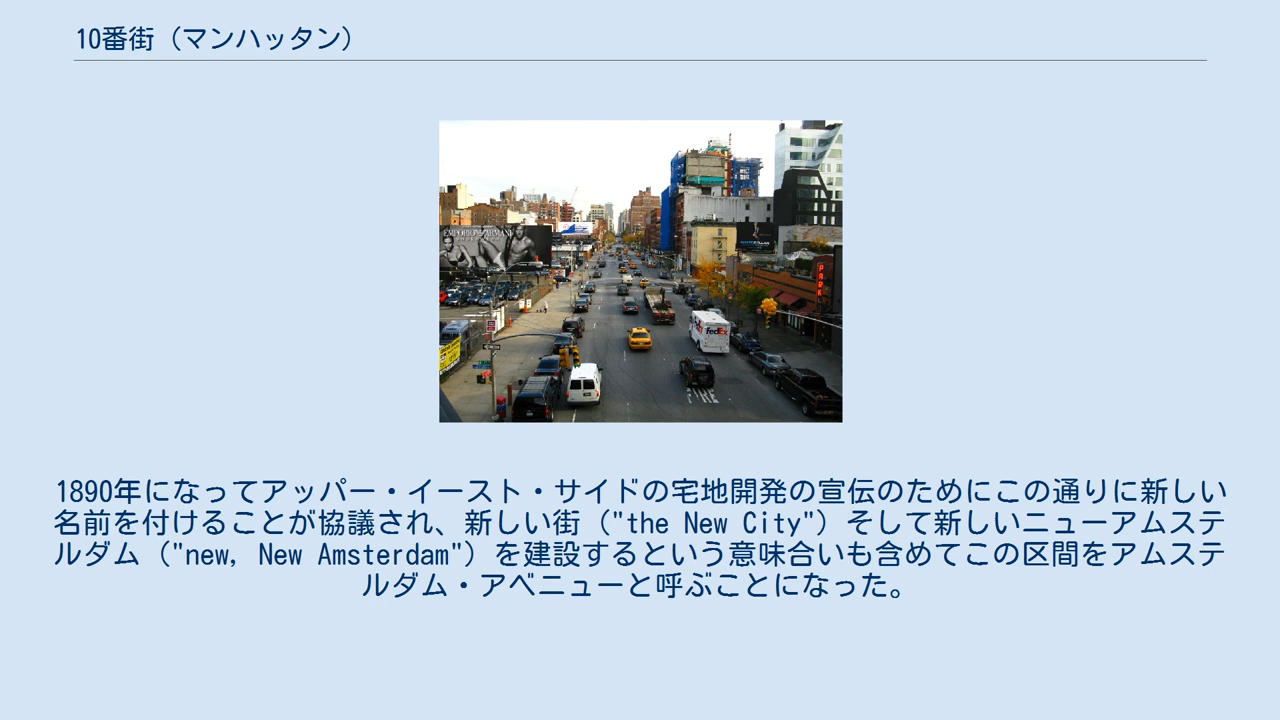 10番街（マンハッタン）
EMPORIO ARMANI
PARK
FedEx
FIRE
1890年になってアッパー・イースト・サイドの宅地開発の宣伝のためにこの通りに新しい
名前を付けることが協議され、新しい街（"the New City"）そして新しいニューアムステ
ルダム（"new, New Amsterdam"）を建設するという意味合いも含めてこの区間をアムステ
ルダム・アベニューと呼ぶことになった。